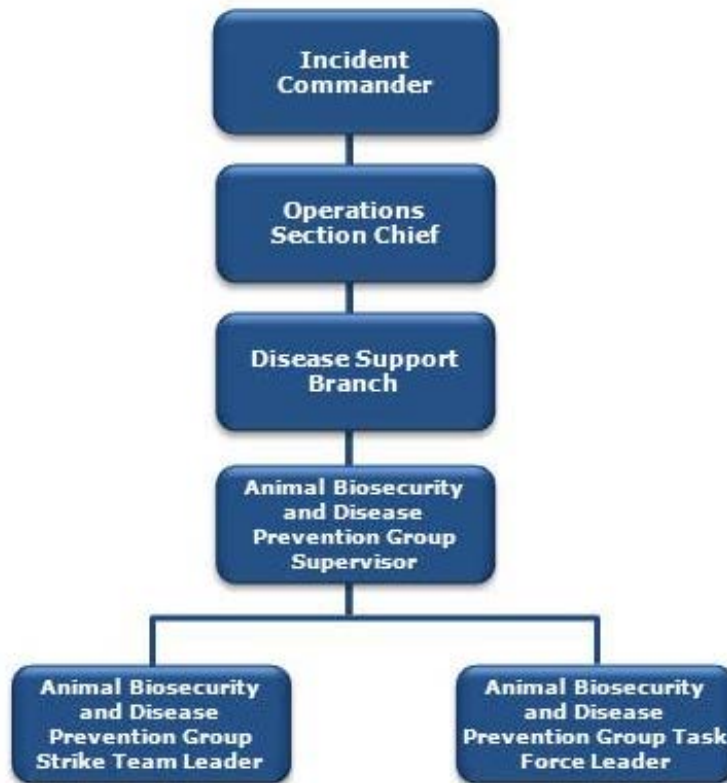 Incident
Commander
Operations
Section Chief
Disease Support
Branch
Animal Biosecurity
and Disease
Prevention Group
Supervisor
Animal Biosecurity
and Disease
Prevention Group
Strike Team Leader
Animal Biosecurity
and Disease
Prevention Group Task
Force Leader